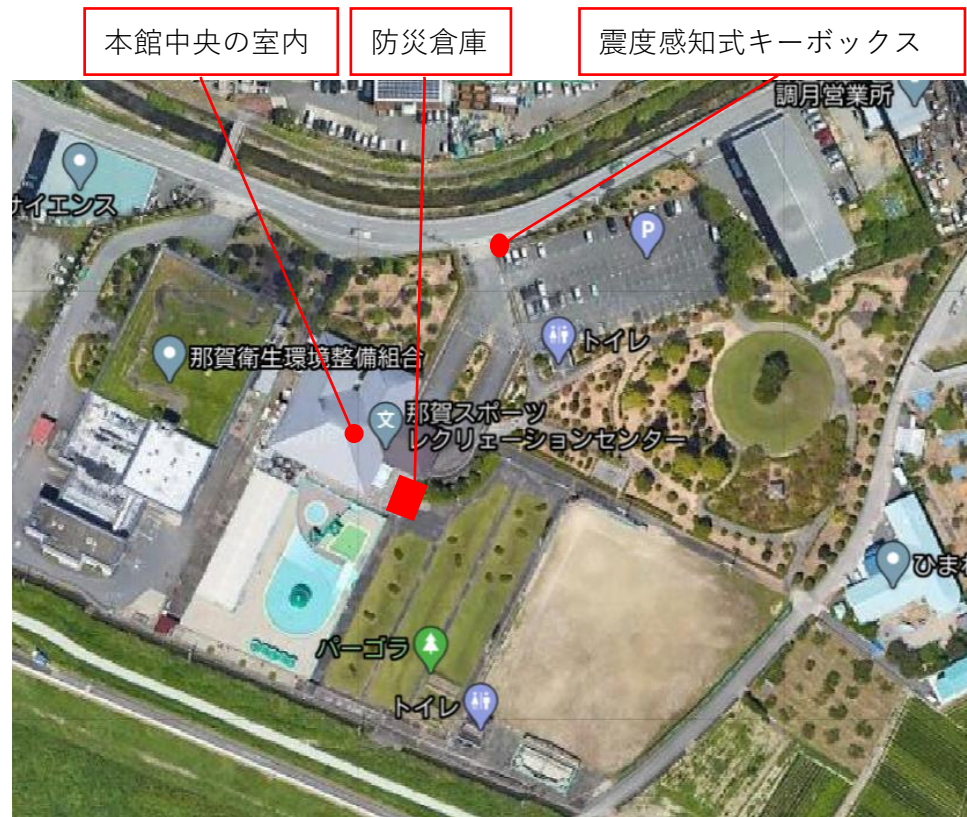 本館中央の室内
防災倉庫
震度感知式キーボックス
調月営業所
サイエンス
P
トイレ
那賀衛生環境整備組合
文
那賀スポーツ
レクリエーションセンター
ひまわ
パーゴラ
トイレ